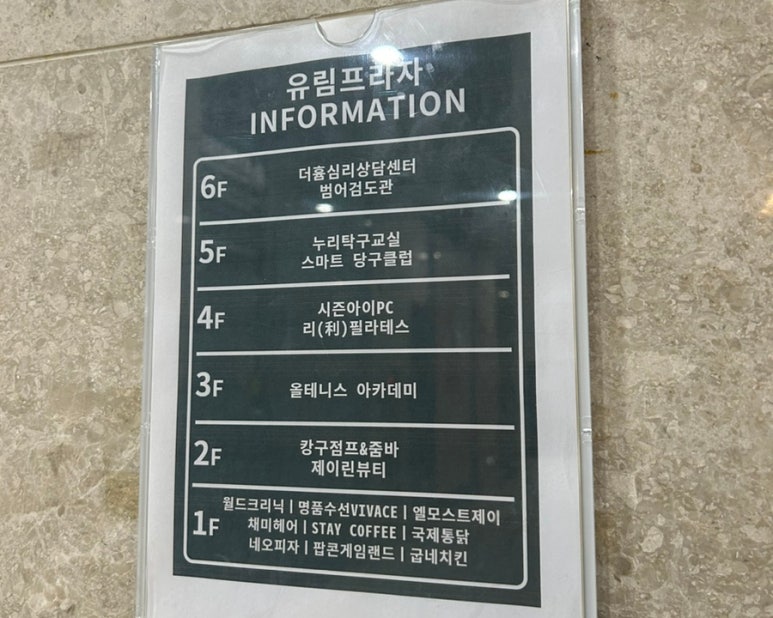 유림프라자
INFORMATION
6F
더휴심리상담센터
범어검도관
5F
누리탁구교실
스마트 당구클럽
4F
시즌아이PC
리(利)필라테스
3F
올테니스 아카데미
2F
캉구점프&줌바
제이린뷰티
1F
월드크리닉 | 명품수선VIVACE | 엘모스트제이
채미헤어 | STAY COFFEE | 국제통닭
네오피자 | 팝콘게임랜드 | 굽네치킨